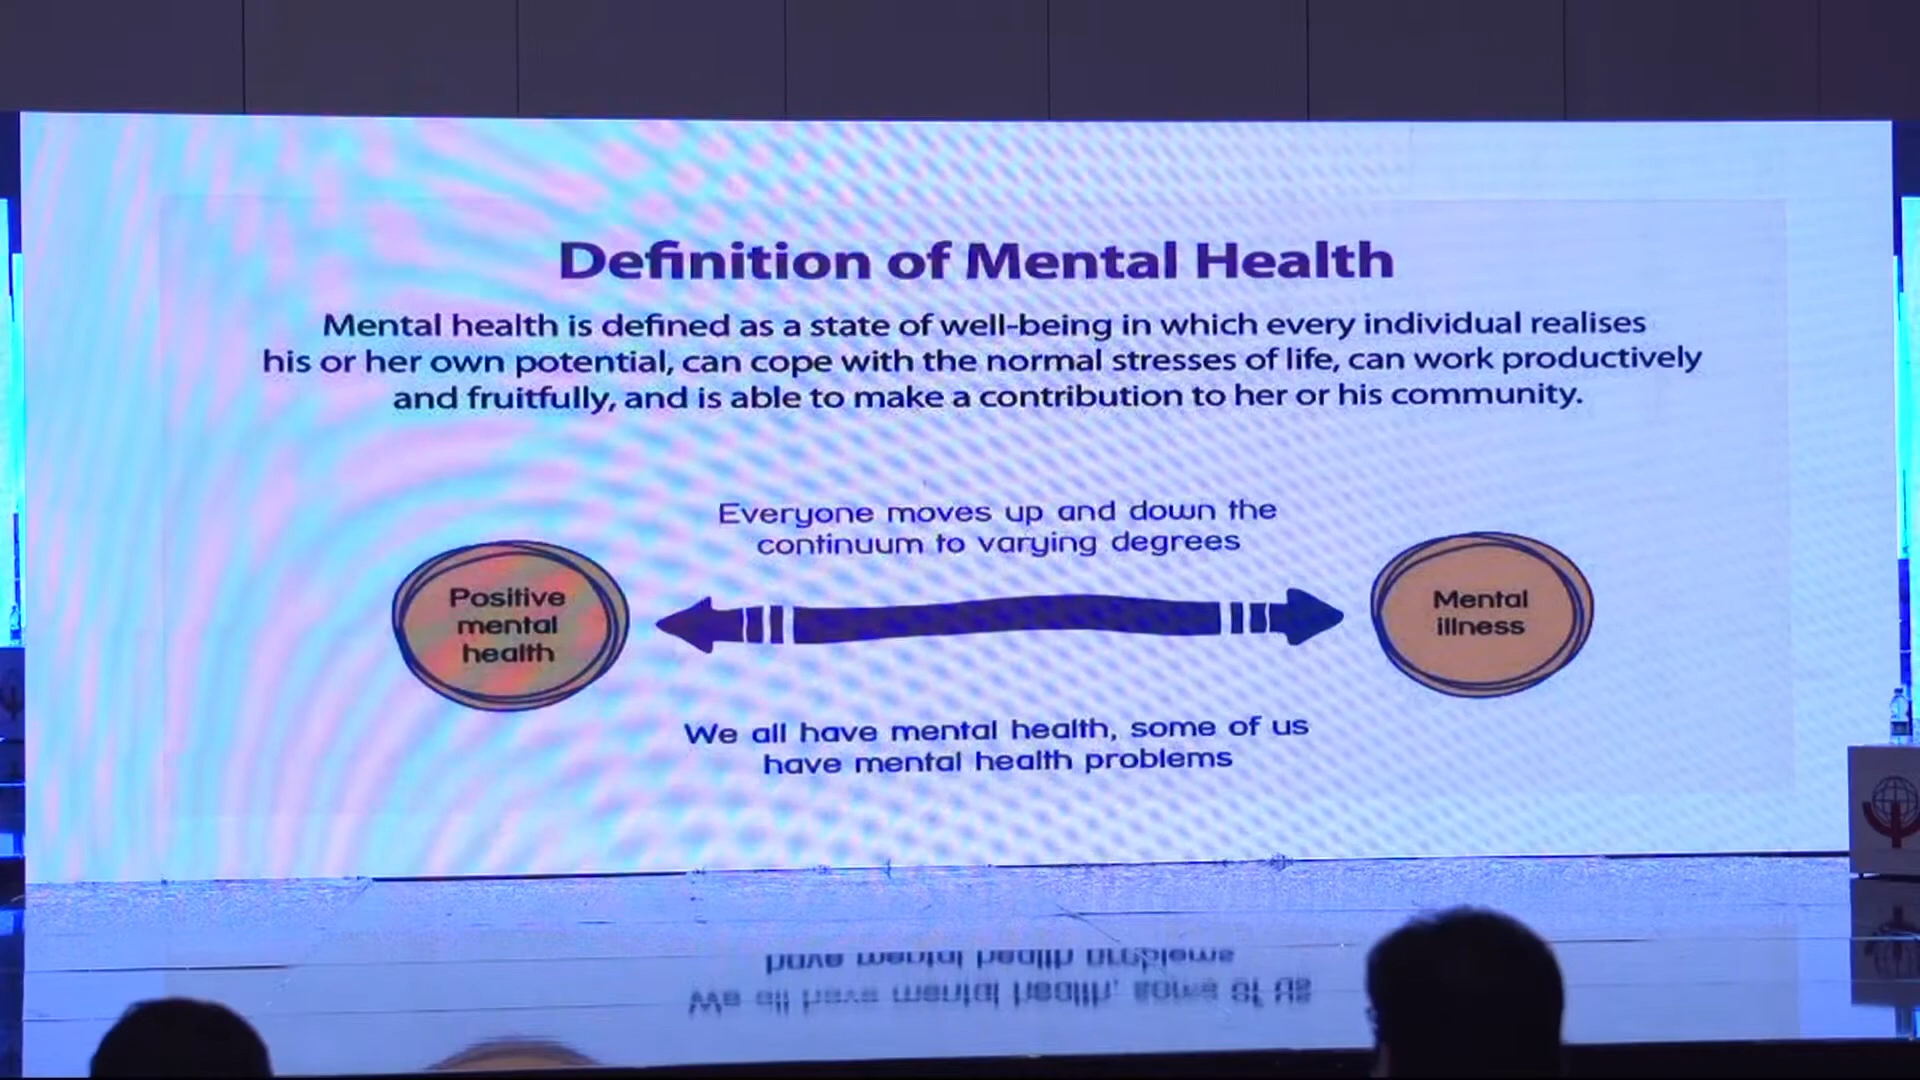 Definition of Mental Health
Mental health is defined as a state of well-being in which every individual realises
his or her own potential, can cope with the normal stresses of life, can work productively
and fruitfully, and is able to make a contribution to her or his community.
Everyone moves up and down the
continuum to varying degrees
Positive
mental
health
Mental
illness
We all have mental health, some of us
have mental health problems